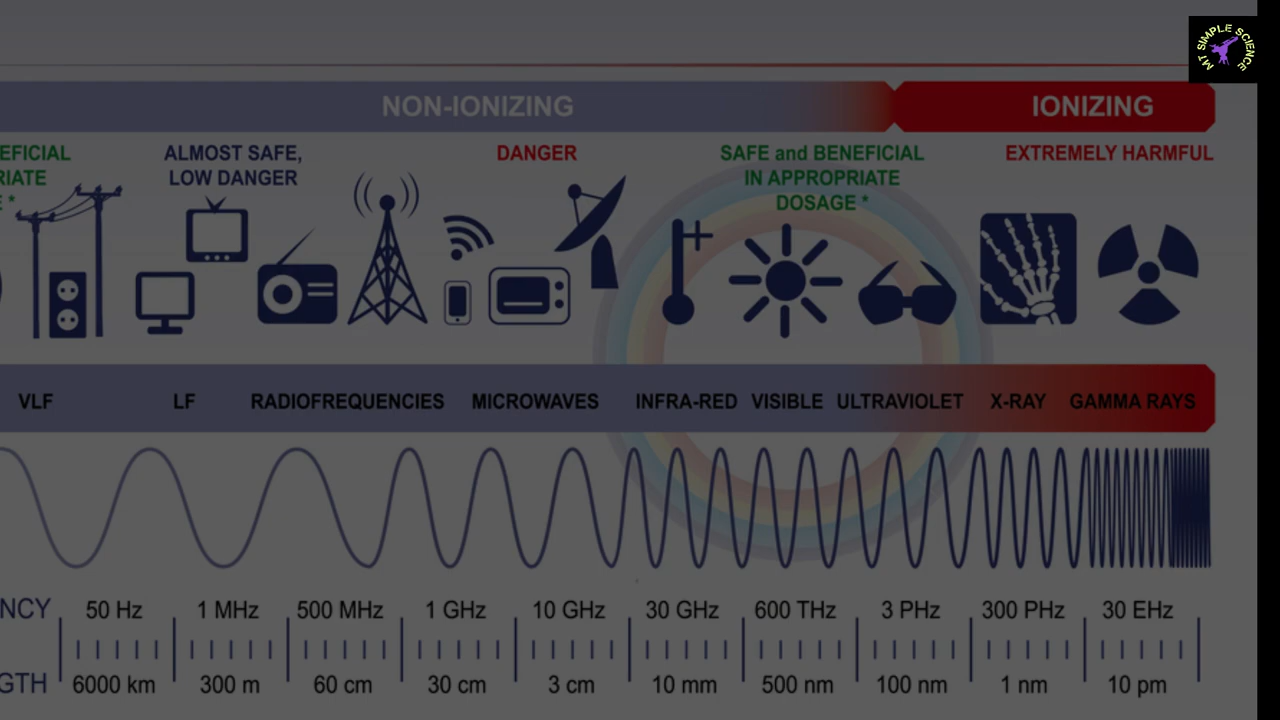 MT SIMPLE SCIENCE
NON-IONIZING IONIZING
EFICIAL
RIATE
E *
ALMOST SAFE,
LOW DANGER
DANGER
SAFE and BENEFICIAL
IN APPROPRIATE
DOSAGE *
EXTREMELY HARMFUL
VLF LF RADIOFREQUENCIES MICROWAVES INFRA-RED VISIBLE ULTRAVIOLET X-RAY GAMMA RAYS
NCY 50 Hz 1 MHz 500 MHz 1 GHz 10 GHz 30 GHz 600 THz 3 PHz 300 PHz 30 EHz
GTH 6000 km 300 m 60 cm 30 cm 3 cm 10 mm 500 nm 100 nm 1 nm 10 pm